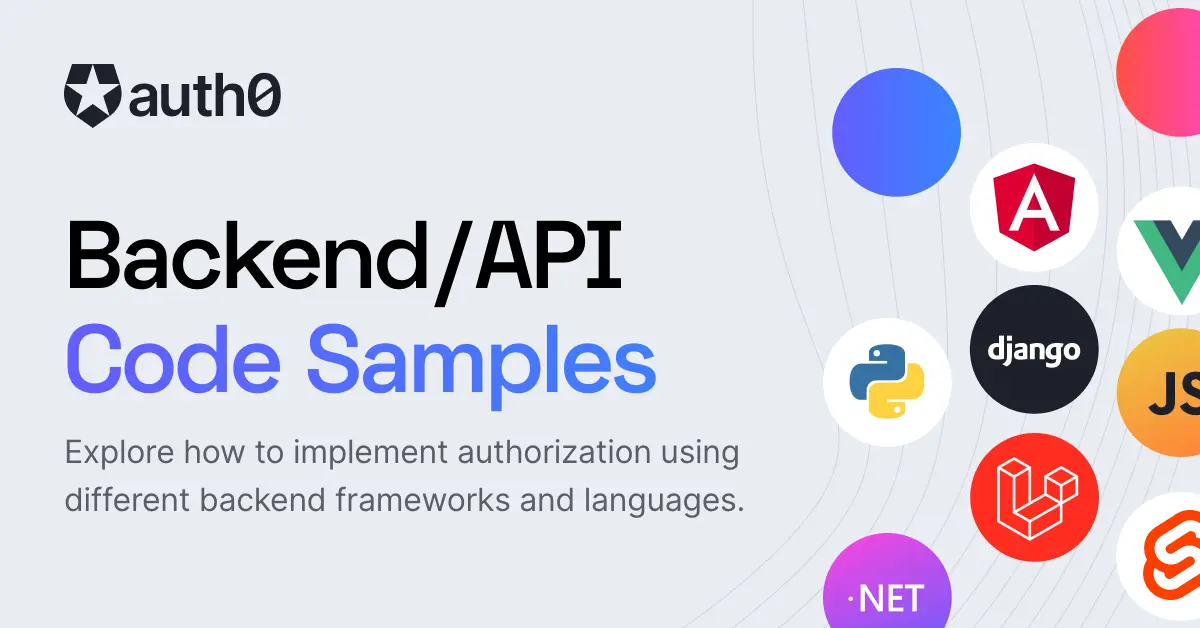 auth0
Backend/API
Code Samples
Explore how to implement authorization using
different backend frameworks and languages.
django
JS
.NET